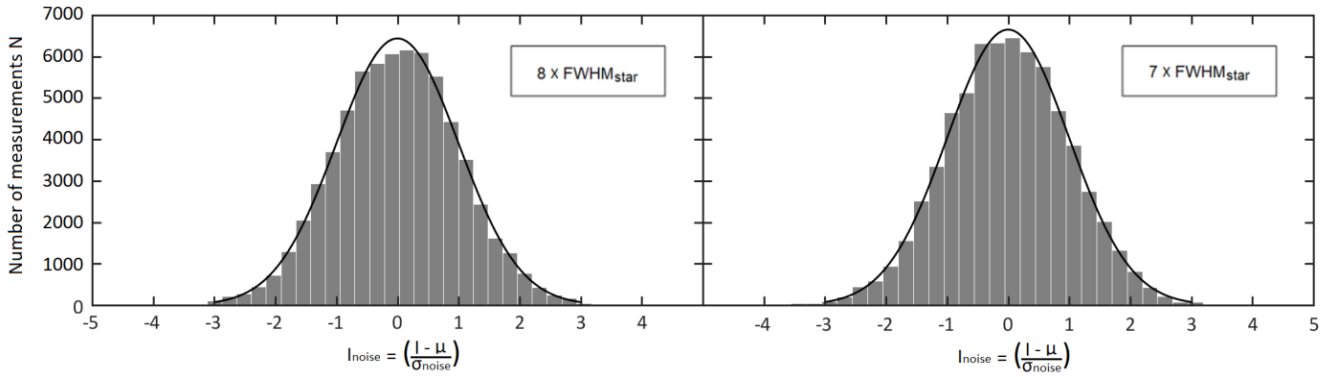 Number of measurements N
7000
6000
5000
4000
3000
2000
1000
0
8 x FWHMstar
7 x FWHMstar
-5 -4 -3 -2 -1 0 1 2 3 4 -4 -3 -2 -1 0 1 2 3 4 5
Inoise = (I - μ / σnoise)
Inoise = (I - μ / σnoise)